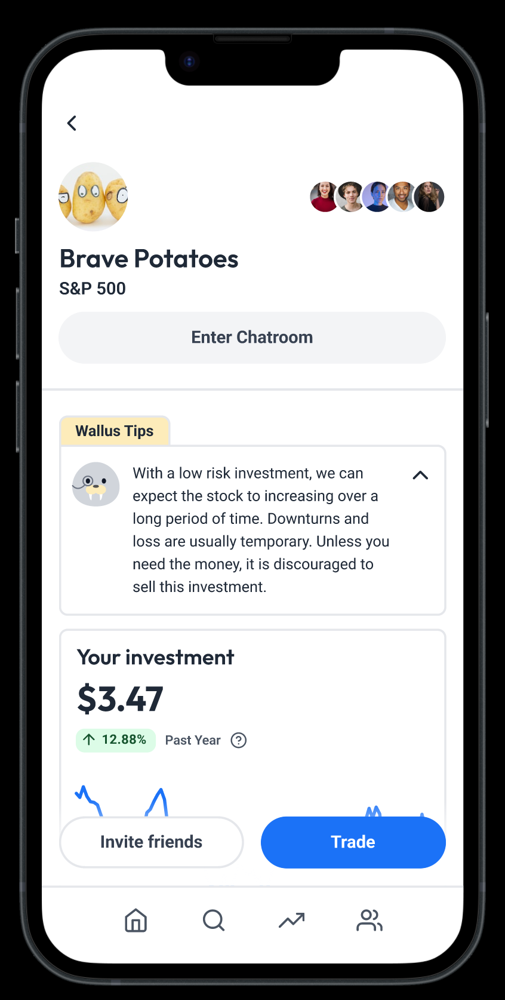 Brave Potatoes
S&P 500
Enter Chatroom
Wallus Tips
With a low risk investment, we can
expect the stock to increasing over a
long period of time. Downturns and
loss are usually temporary. Unless you
need the money, it is discouraged to
sell this investment.
Your investment
$3.47
↑ 12.88% Past Year ?
Invite friends Trade